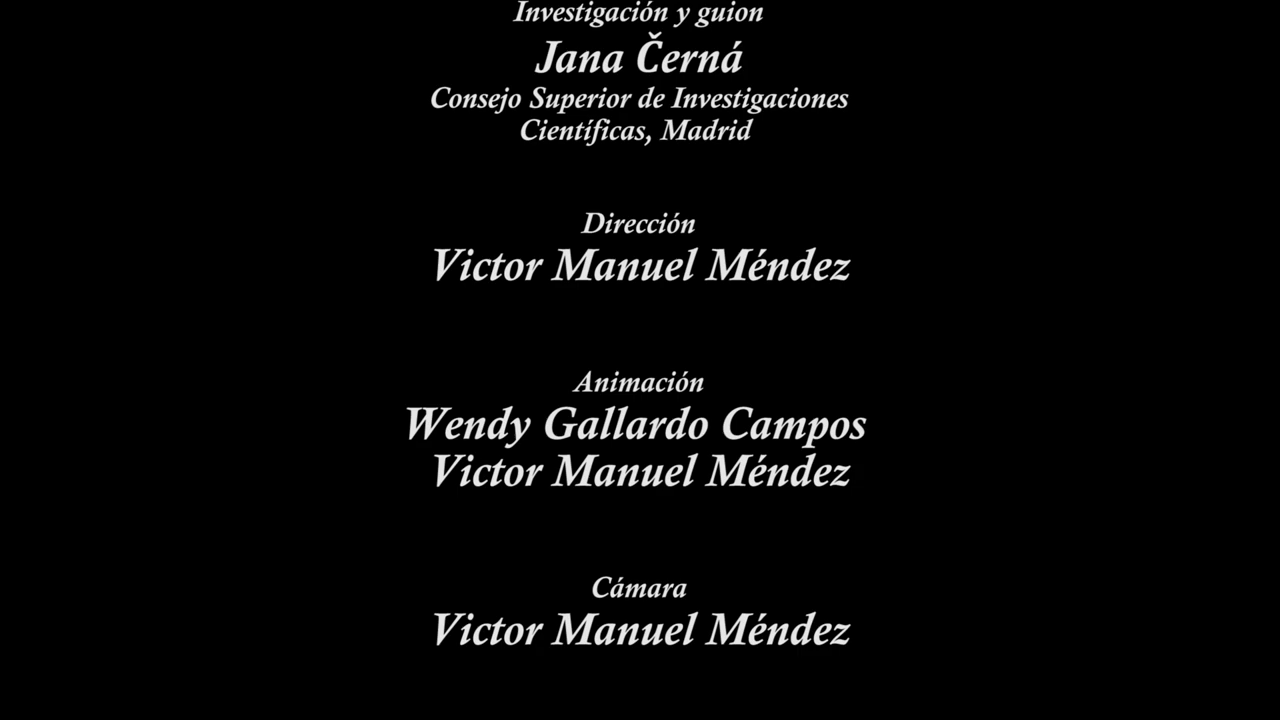 Investigación y guion
Jana Černá
Consejo Superior de Investigaciones
Científicas, Madrid
Dirección
Victor Manuel Méndez
Animación
Wendy Gallardo Campos
Victor Manuel Méndez
Cámara
Victor Manuel Méndez